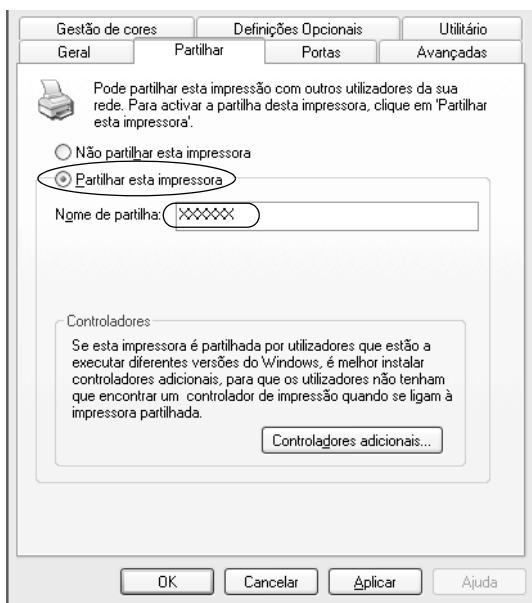 Gestão de cores Definições Opcionais Utilitário
Geral Partilhar Portas Avançadas
Pode partilhar esta impressão com outros utilizadores da sua
rede. Para activar a partilha desta impressora, clique em 'Partilhar
esta impressora'.
Não partilhar esta impressora
Partilhar esta impressora
Nome de partilha: XXXXXX
Controladores
Se esta impressora é partilhada por utilizadores que estão a
executar diferentes versões do Windows, é melhor instalar
controladores adicionais, para que os utilizadores não tenham
que encontrar um controlador de impressão quando se ligam à
impressora partilhada.
Controladores adicionais...
OK Cancelar Aplicar Ajuda